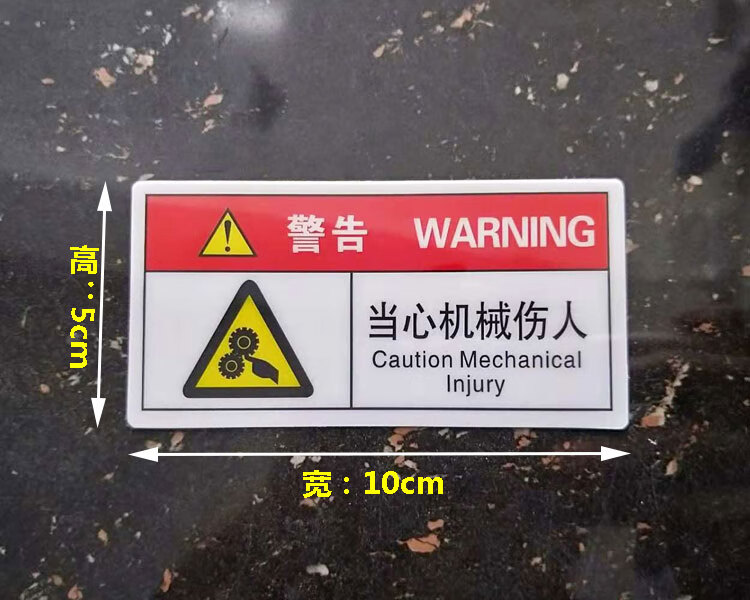 警告 WARNING
当心机械伤人
Caution Mechanical
Injury
高：5cm
宽：10cm